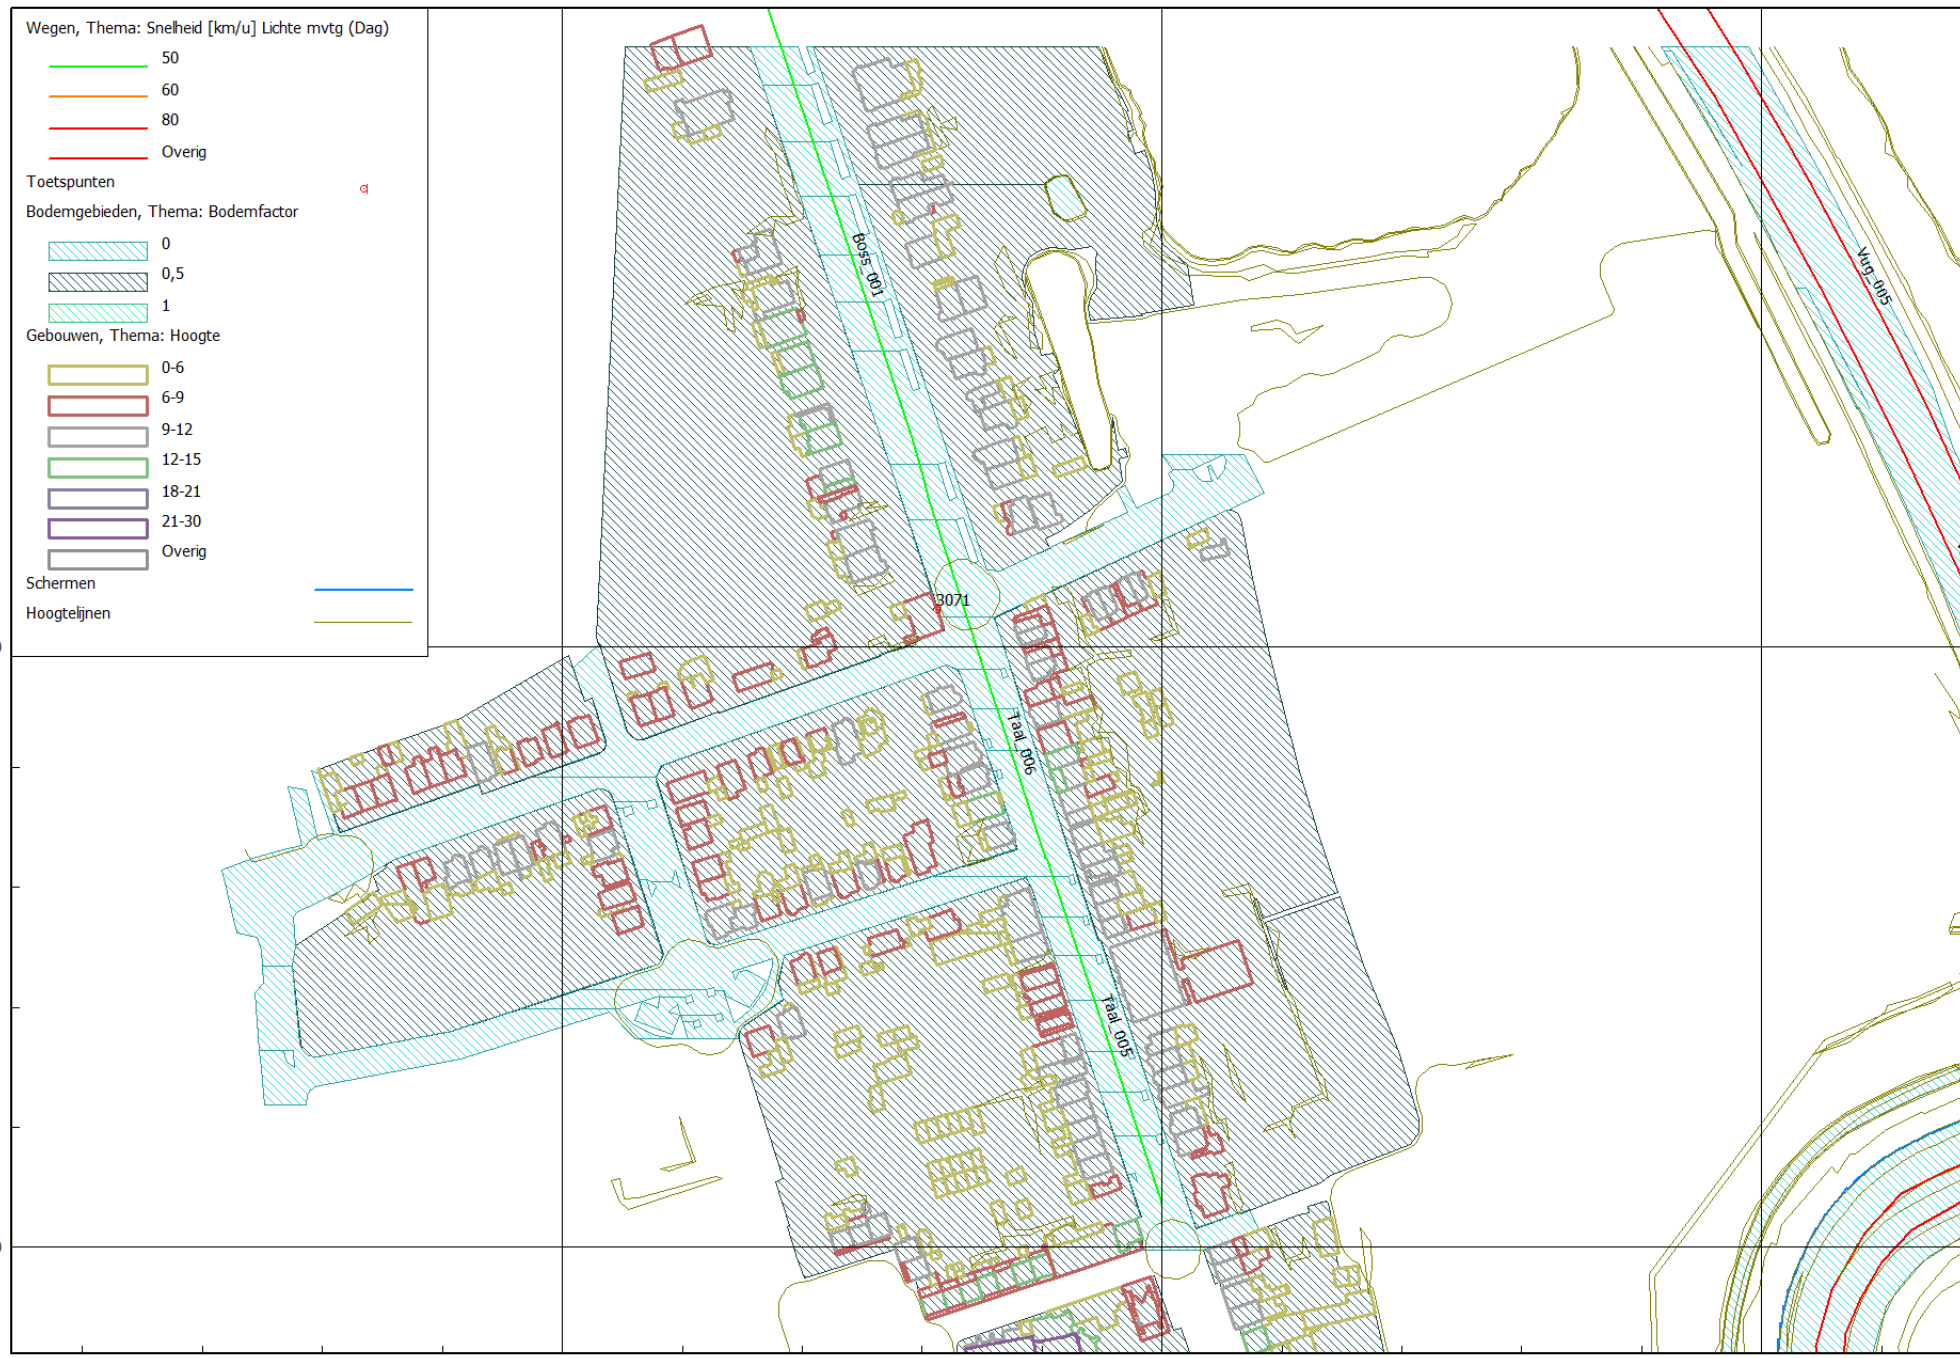 Wegen, Thema: Snelheid [km/u] Lichte mvtg (Dag)
50
60
80
Overig
Toetspunten
Bodemgebieden, Thema: Bodemfactor
0
0,5
1
Gebouwen, Thema: Hoogte
0-6
6-9
9-12
12-15
18-21
21-30
Overig
Schermen
Hoogtelijnen
Boss_001
Vug_005
3071
Taal_006
Taal_005